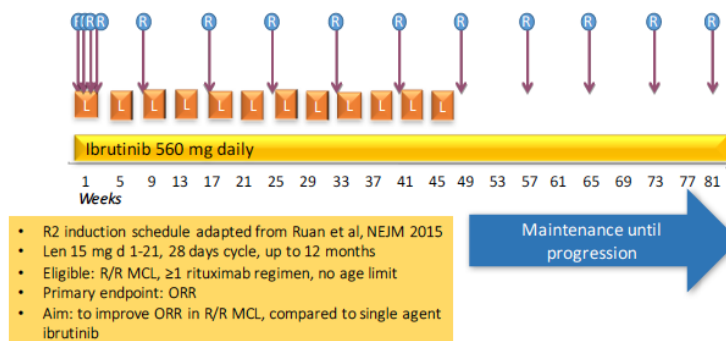 R R R R R R R R R R R R
L L L L L L L L L L L L
Ibrutinib 560 mg daily
1 5 9 13 17 21 25 29 33 37 41 45 49 53 57 61 65 69 73 77 81
Weeks
• R2 induction schedule adapted from Ruan et al, NEJM 2015
• Len 15 mg d 1-21, 28 days cycle, up to 12 months
• Eligible: R/R MCL, ≥1 rituximab regimen, no age limit
• Primary endpoint: ORR
• Aim: to improve ORR in R/R MCL, compared to single agent
ibrutinib
Maintenance until
progression